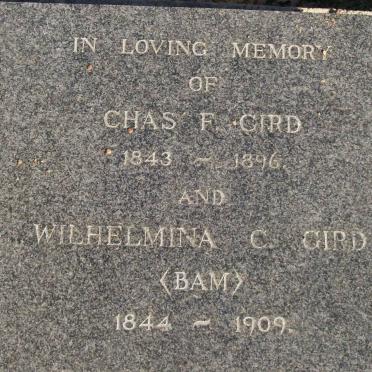 IN LOVING MEMORY
OF
CHAS F. GIRD
1843 ~ 1896.
AND
WILHELMINA C. GIRD
<BAM>
1844 ~ 1909.